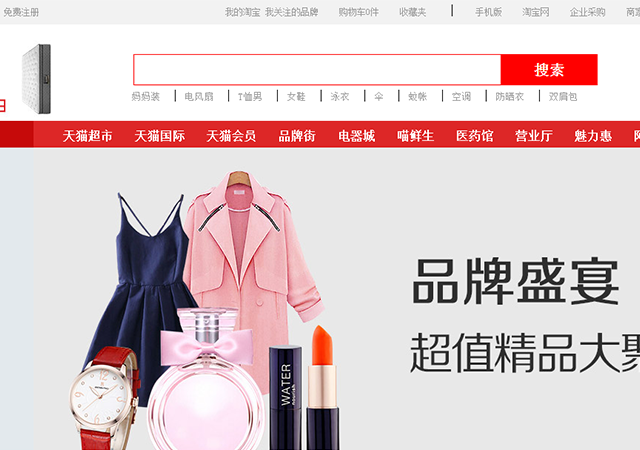 免费注册 我的淘宝 我关注的品牌 购物车0件 收藏夹 | 手机版 淘宝网 企业采购 商家
日
搜索
妈妈装 | 电风扇 | T恤男 | 女鞋 | 泳衣 | 伞 | 蚊帐 | 空调 | 防晒衣 | 双肩包
天猫超市 天猫国际 天猫会员 品牌街 电器城 喵鲜生 医药馆 营业厅 魅力惠 阿
品牌盛宴
超值精品大聚
WATER